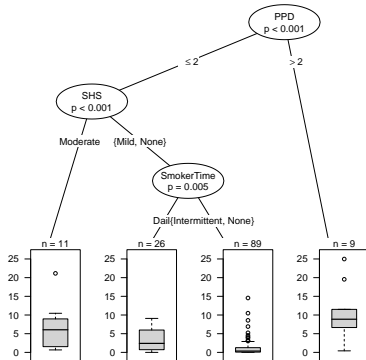 PPD
p < 0.001
≤ 2
> 2
SHS
p < 0.001
Moderate
{Mild, None}
SmokerTime
p = 0.005
Dail{Intermittent, None}
n = 11
n = 26
n = 89
n = 9
25
20
15
10
5
0
25
20
15
10
5
0
25
20
15
10
5
0
25
20
15
10
5
0